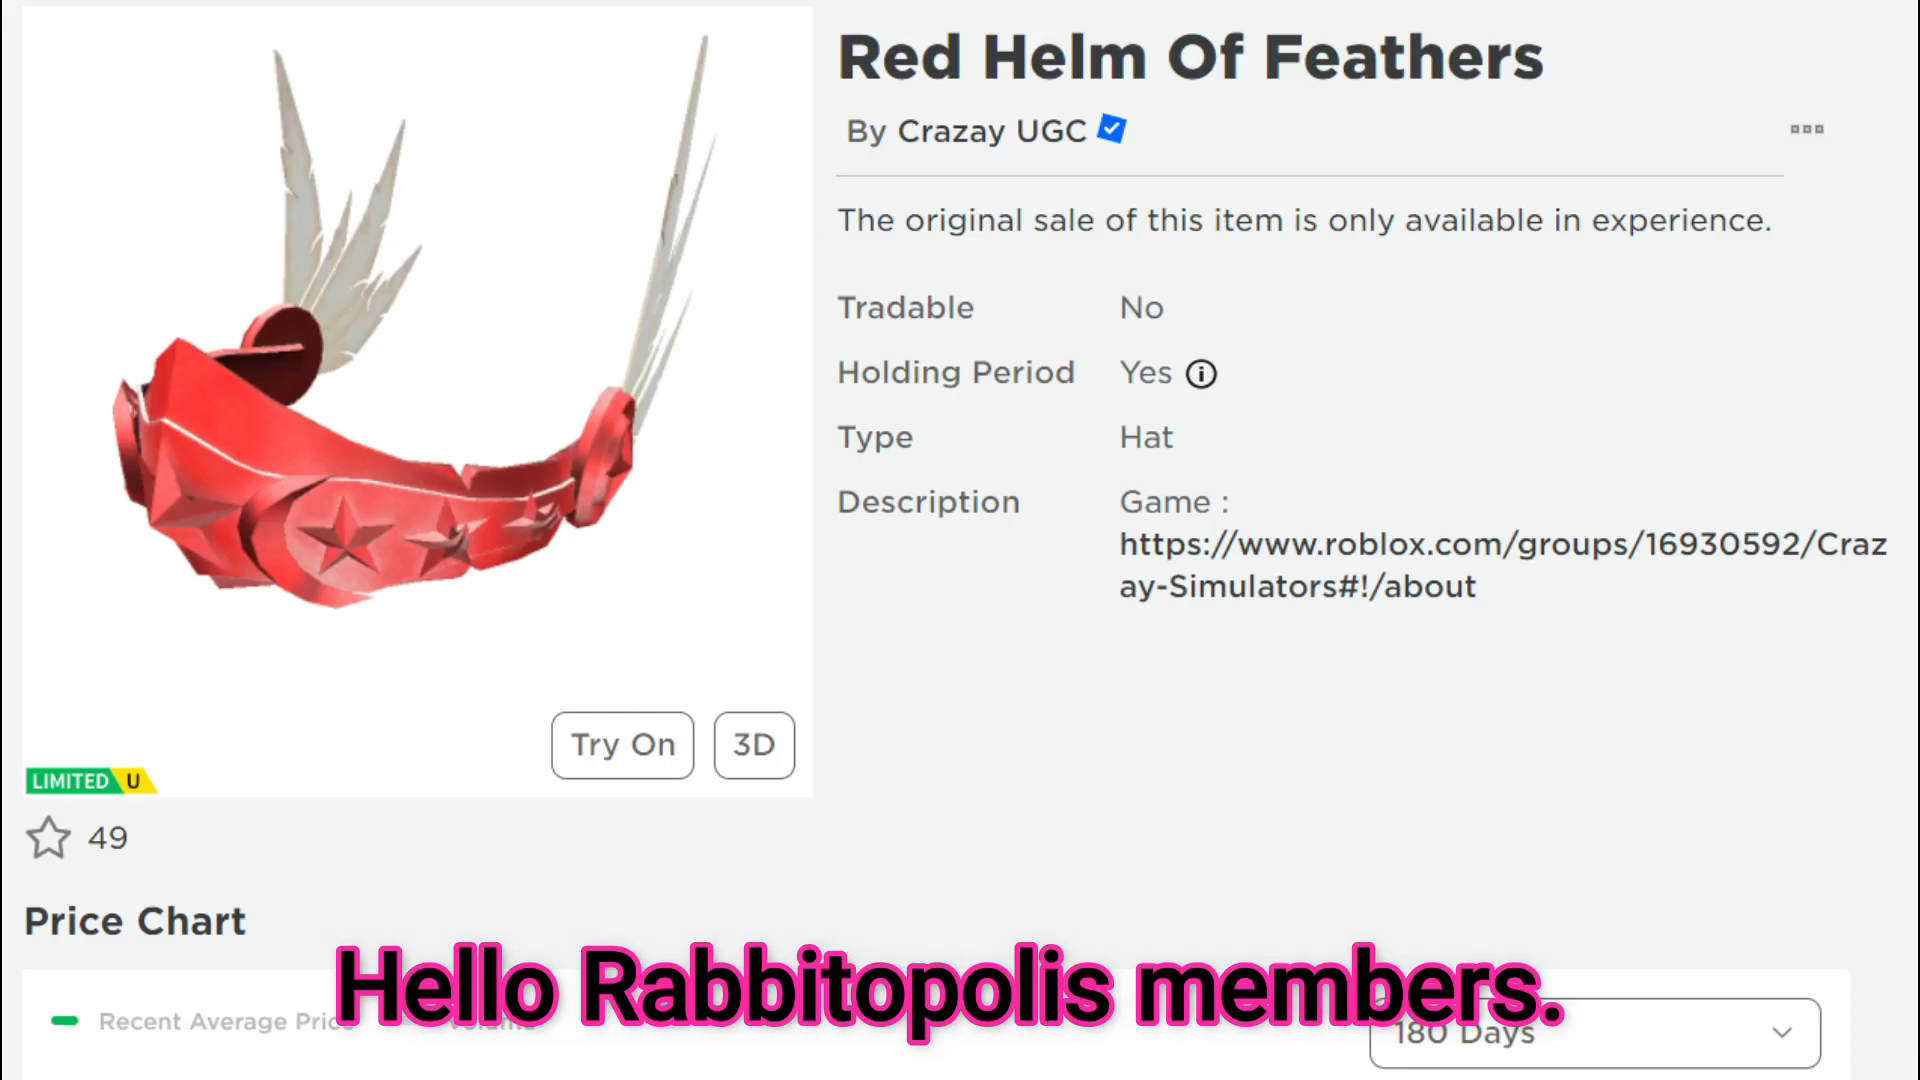 Red Helm Of Feathers
By Crazay UGC
The original sale of this item is only available in experience.
Tradable No
Holding Period Yes
Type Hat
Description Game :
https://www.roblox.com/groups/16930592/Craz
ay-Simulators#!/about
Try On 3D
LIMITED U
49
Price Chart
Hello Rabbitopolis members.
Recent Average Price Volume
180 Days